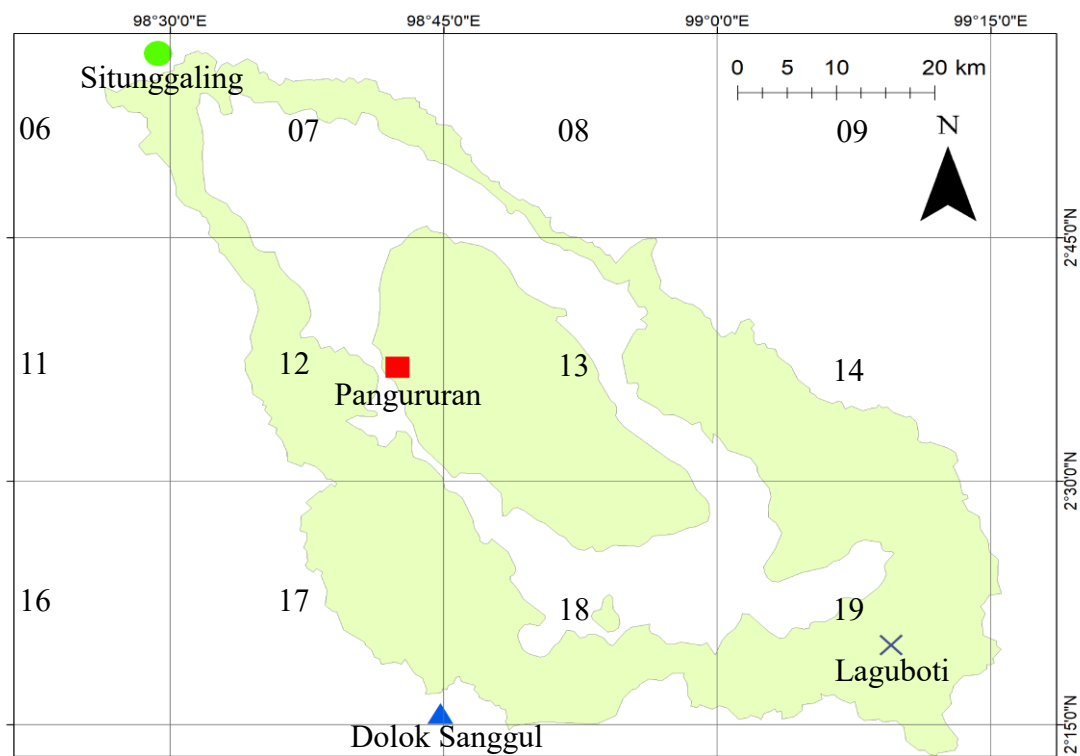 98°30'0"E 98°45'0"E 99°0'0"E 99°15'0"E
0 5 10 20 km
Situnggaling
06 07 08 09
N
2°45'0"N
11 12 13 14
Pangururan
2°30'0"N
16 17 18 19
Laguboti
2°15'0"N
Dolok Sanggul